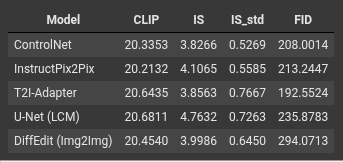 Model CLIP IS IS_std FID
ControlNet 20.3353 3.8266 0.5269 208.0014
InstructPix2Pix 20.2132 4.1065 0.5585 213.2447
T2I-Adapter 20.6435 3.8563 0.7667 192.5524
U-Net (LCM) 20.6811 4.7632 0.7263 235.8783
DiffEdit (Img2Img) 20.4540 3.9986 0.6450 294.0713